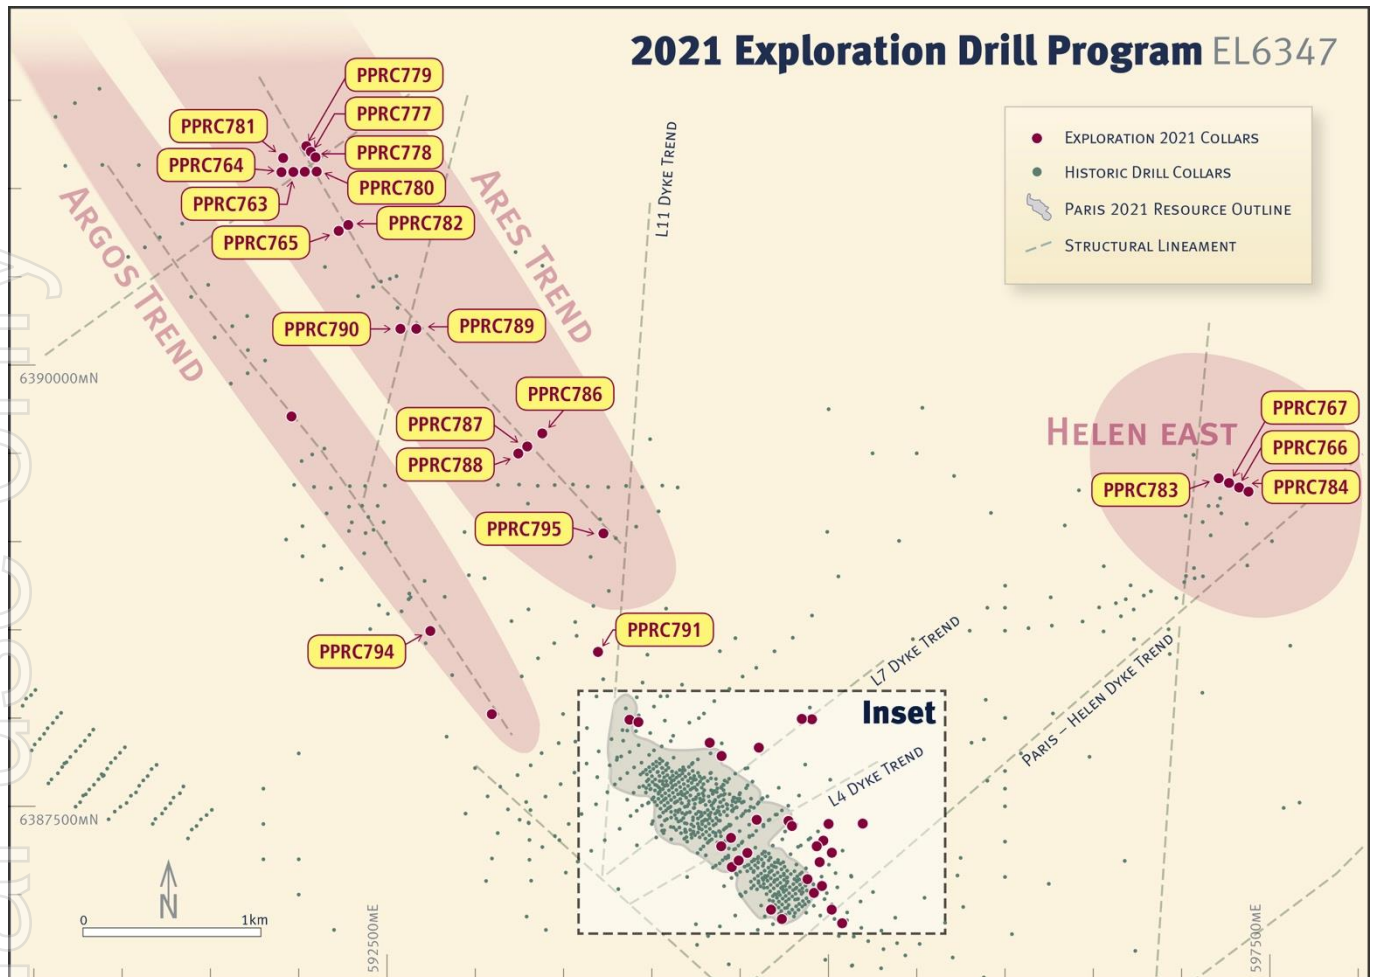 2021 Exploration Drill Program EL6347
Exploration 2021 Collars
Historic Drill Collars
Paris 2021 Resource Outline
Structural Lineament
PPRC779
PPRC777
PPRC781
PPRC778
PPRC764
PPRC780
PPRC763
PPRC782
PPRC765
Argos Trend
Ares Trend
L11 Dyke Trend
PPRC790
PPRC789
6390000mN
PPRC786
PPRC787
PPRC788
Helen east
PPRC767
PPRC766
PPRC783
PPRC784
PPRC795
PPRC791
PPRC794
L7 Dyke Trend
Paris – Helen Dyke Trend
Inset
L4 Dyke Trend
6387500mN
N
0 1km
592500mE
597500mE